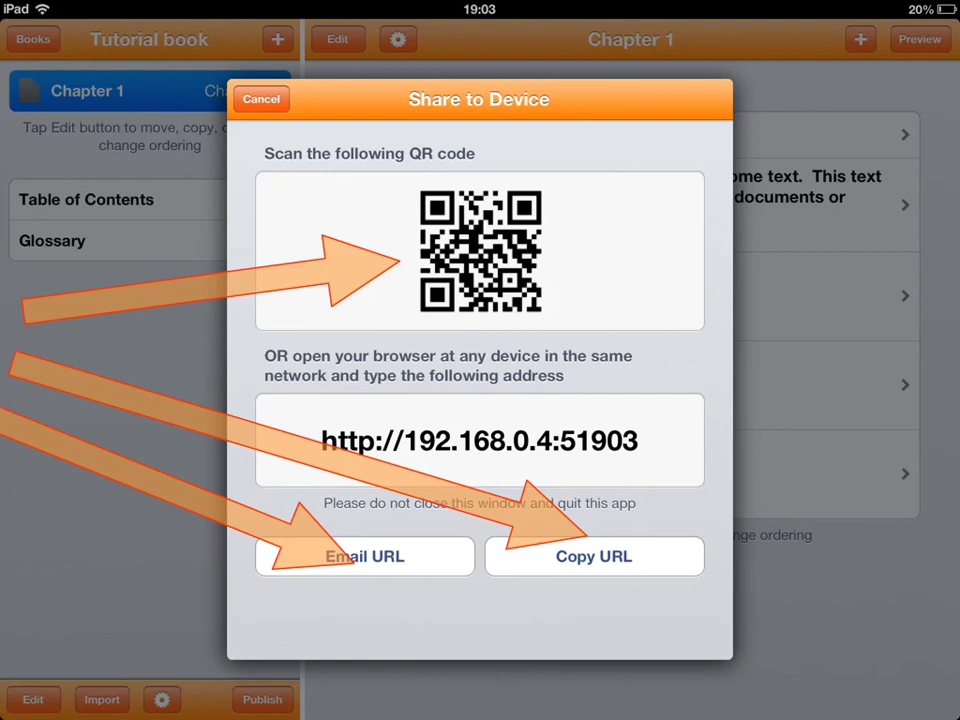 iPad 19:03 20%
Books Tutorial book + Edit Chapter 1 + Preview
Cancel Share to Device
Chapter 1
Tap Edit button to move, copy,
change ordering
Table of Contents
Glossary
Scan the following QR code
ome text. This text
documents or
OR open your browser at any device in the same
network and type the following address
http://192.168.0.4:51903
Please do not close this window and quit this app
nge ordering
Email URL Copy URL
Edit Import Publish